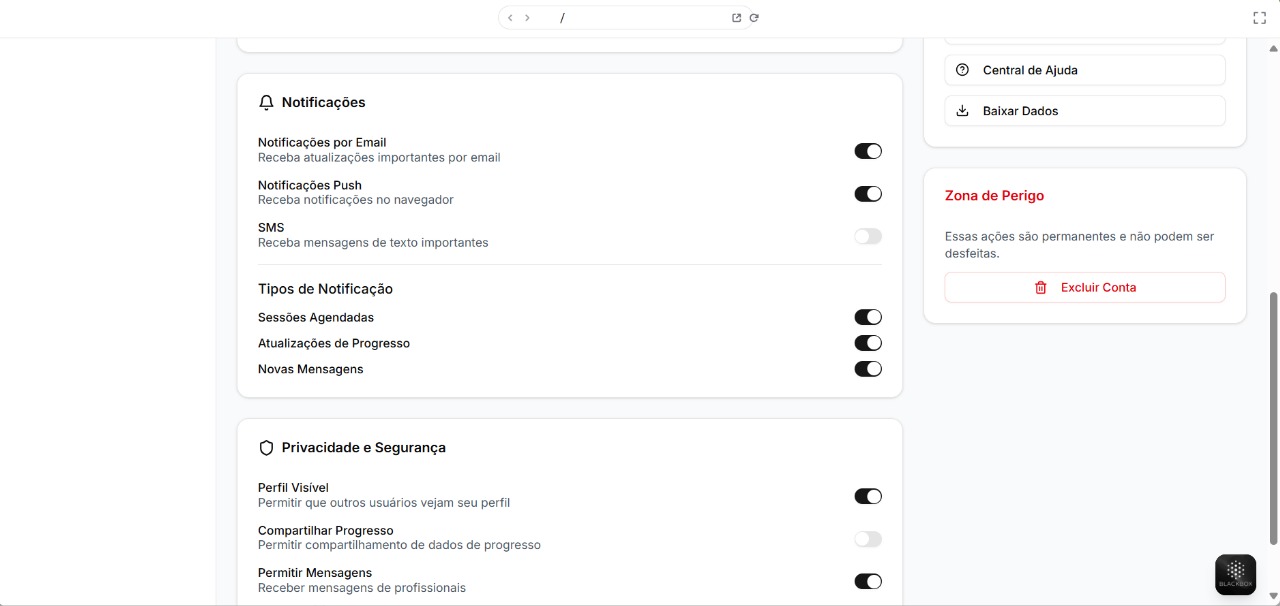 /
Notificações
Notificações por Email
Receba atualizações importantes por email
Notificações Push
Receba notificações no navegador
SMS
Receba mensagens de texto importantes
Tipos de Notificação
Sessões Agendadas
Atualizações de Progresso
Novas Mensagens
Privacidade e Segurança
Perfil Visível
Permitir que outros usuários vejam seu perfil
Compartilhar Progresso
Permitir compartilhamento de dados de progresso
Permitir Mensagens
Receber mensagens de profissionais
Central de Ajuda
Baixar Dados
Zona de Perigo
Essas ações são permanentes e não podem ser
desfeitas.
Excluir Conta
BLACKBOX